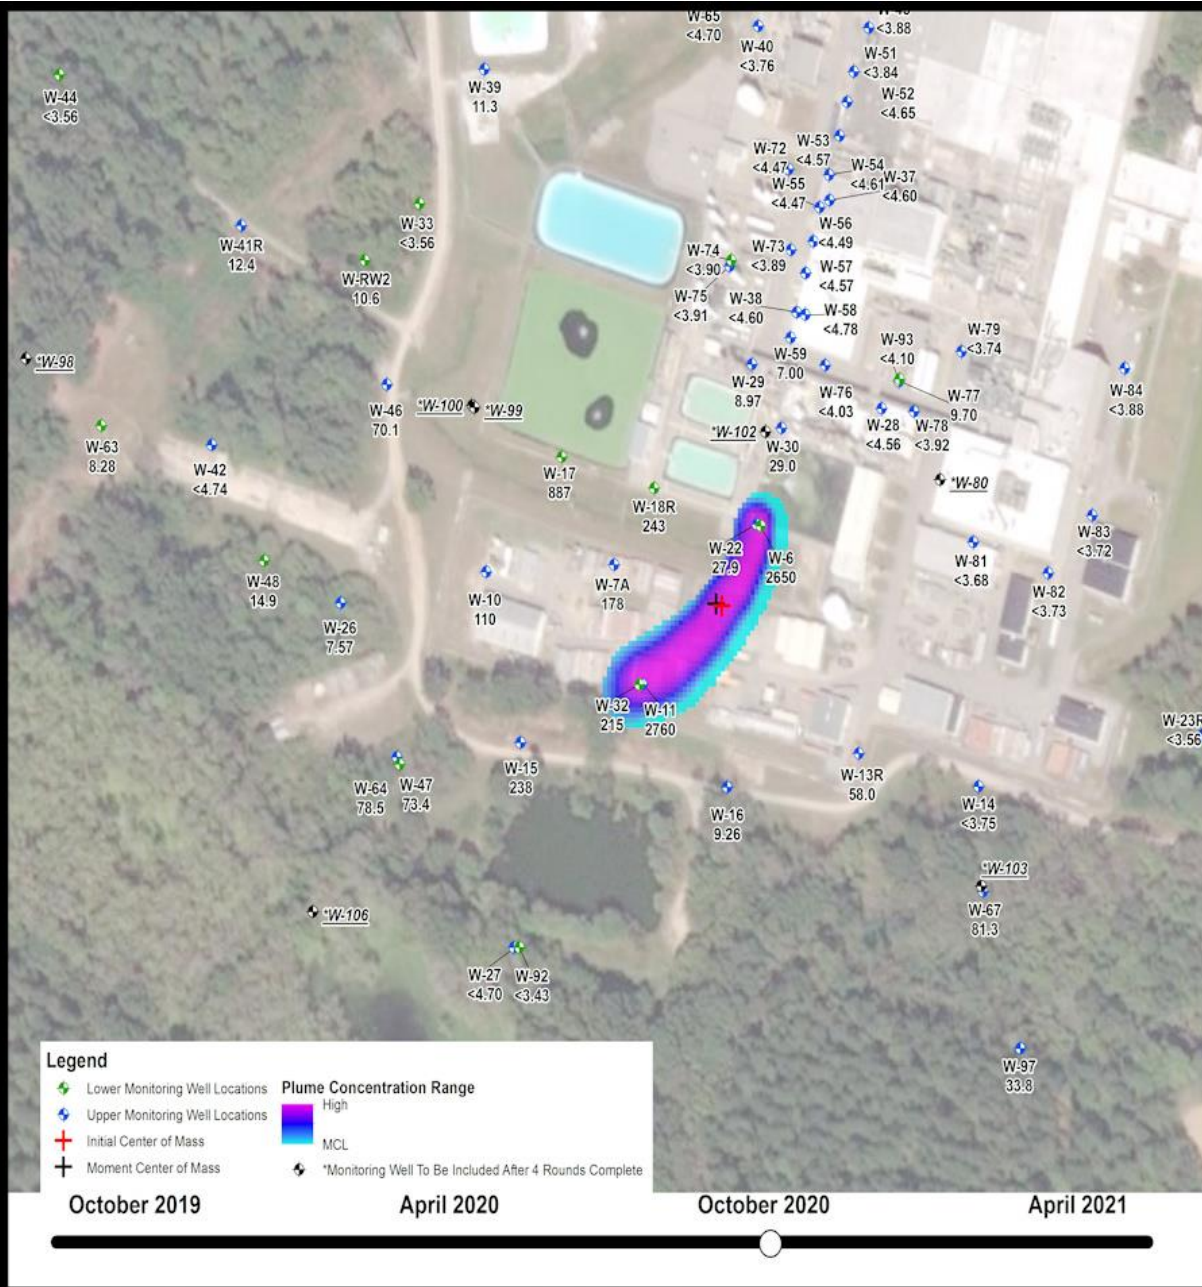 W-65
<4.70
W-40
<3.76
<3.88
W-51
<3.84
W-44
<3.56
W-39
11.3
W-52
<4.65
W-53
<4.57
W-72
<4.47
W-54
<4.61
W-37
<4.60
W-55
<4.47
W-33
<3.56
W-56
<4.49
W-41R
12.4
W-74
<3.90
W-73
<3.89
W-57
<4.57
W-RW2
10.6
W-75
<3.91
W-38
<4.60
W-58
<4.78
W-79
<3.74
W-93
<4.10
W-59
7.00
*W-98
W-29
8.97
W-76
<4.03
W-77
9.70
W-84
<3.88
*W-100
*W-99
W-46
70.1
W-28
<4.56
W-78
<3.92
*W-102
W-30
29.0
W-63
8.28
W-42
<4.74
W-17
887
*W-80
W-18R
243
W-83
<3.72
W-22
27.9
W-6
2650
W-81
<3.68
W-82
<3.73
W-48
14.9
W-10
110
W-7A
178
W-26
7.57
W-32
215
W-11
2760
W-23R
<3.56
W-15
238
W-13R
58.0
W-64
78.5
W-47
73.4
W-16
9.26
W-14
<3.75
*W-103
W-67
81.3
*W-106
W-27
<4.70
W-92
<3.43
W-97
33.8
Legend
Lower Monitoring Well Locations
Upper Monitoring Well Locations
Initial Center of Mass
Moment Center of Mass
Plume Concentration Range
High
MCL
*Monitoring Well To Be Included After 4 Rounds Complete
October 2019 April 2020 October 2020 April 2021